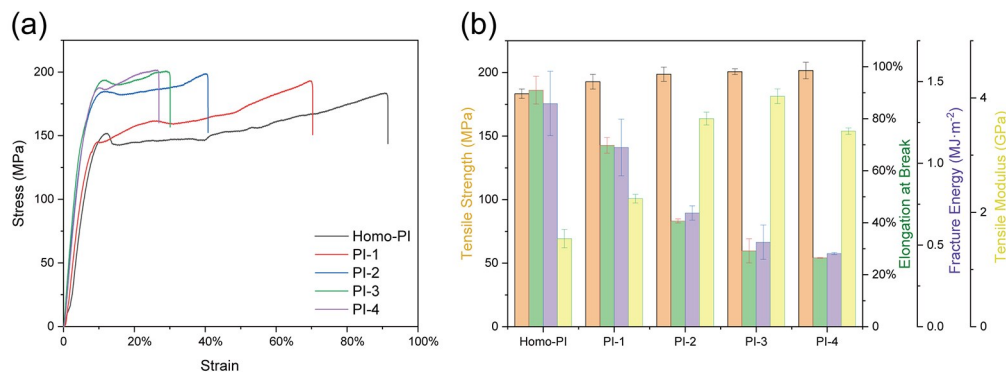 (a)
200
150
100
50
0
Stress (MPa)
0
20%
40%
60%
80%
100%
Strain
Homo-PI
PI-1
PI-2
PI-3
PI-4
(b)
200
150
100
50
0
Tensile Strength (MPa)
Homo-PI
PI-1
PI-2
PI-3
PI-4
100%
80%
60%
40%
20%
0
Elongation at Break
1.5
1.0
0.5
0.0
Fracture Energy (MJ·m-2)
4
2
0
Tensile Modulus (GPa)